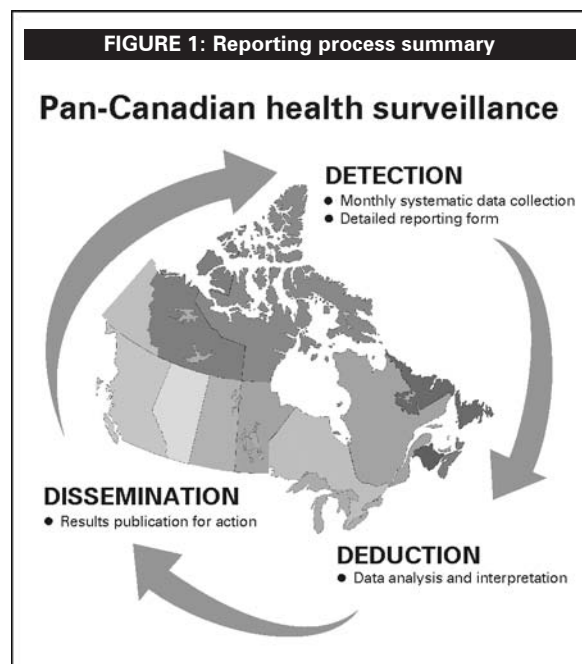 FIGURE 1: Reporting process summary
Pan-Canadian health surveillance
DETECTION
● Monthly systematic data collection
● Detailed reporting form
DISSEMINATION
● Results publication for action
DEDUCTION
● Data analysis and interpretation